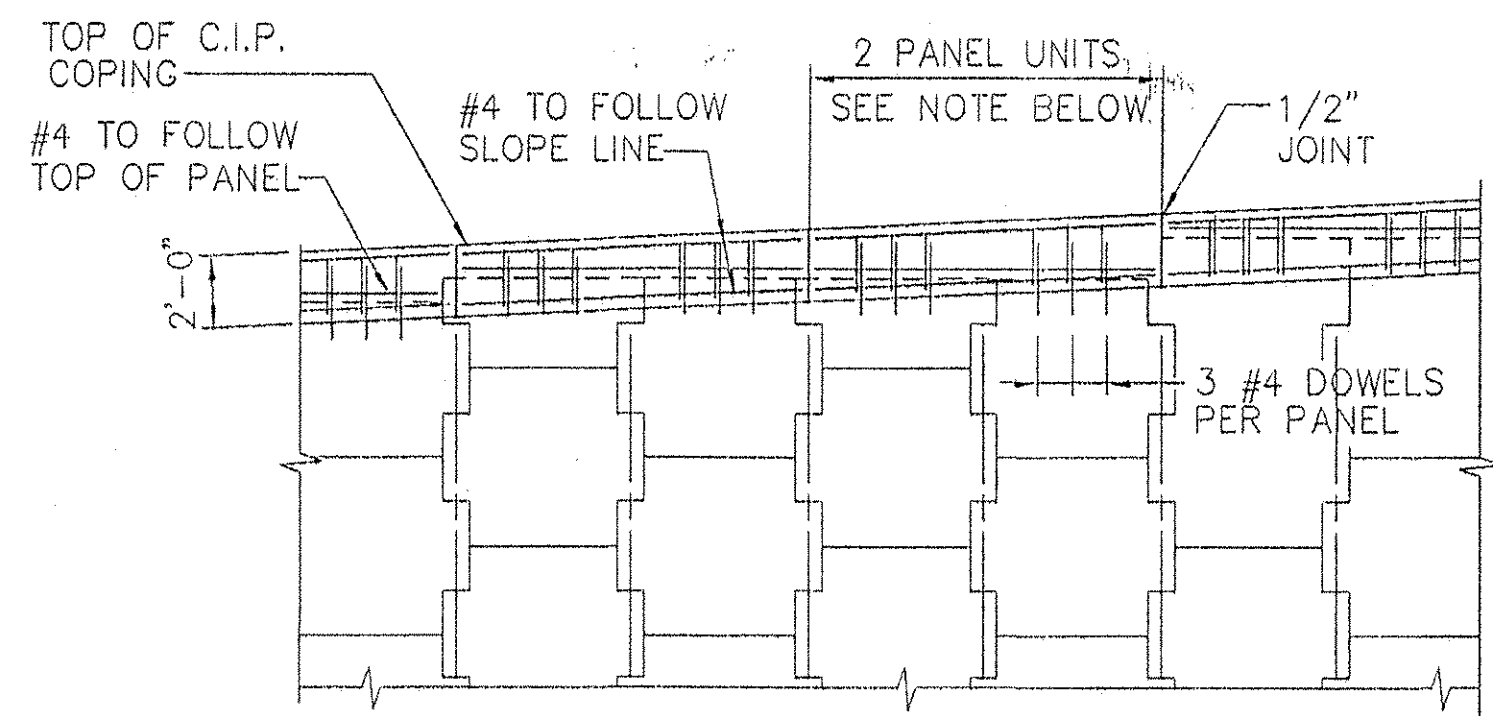 TOP OF C.I.P.
COPING
#4 TO FOLLOW
TOP OF PANEL
#4 TO FOLLOW
SLOPE LINE
2 PANEL UNITS
SEE NOTE BELOW
1/2"
JOINT
2'-0"
3 #4 DOWELS
PER PANEL